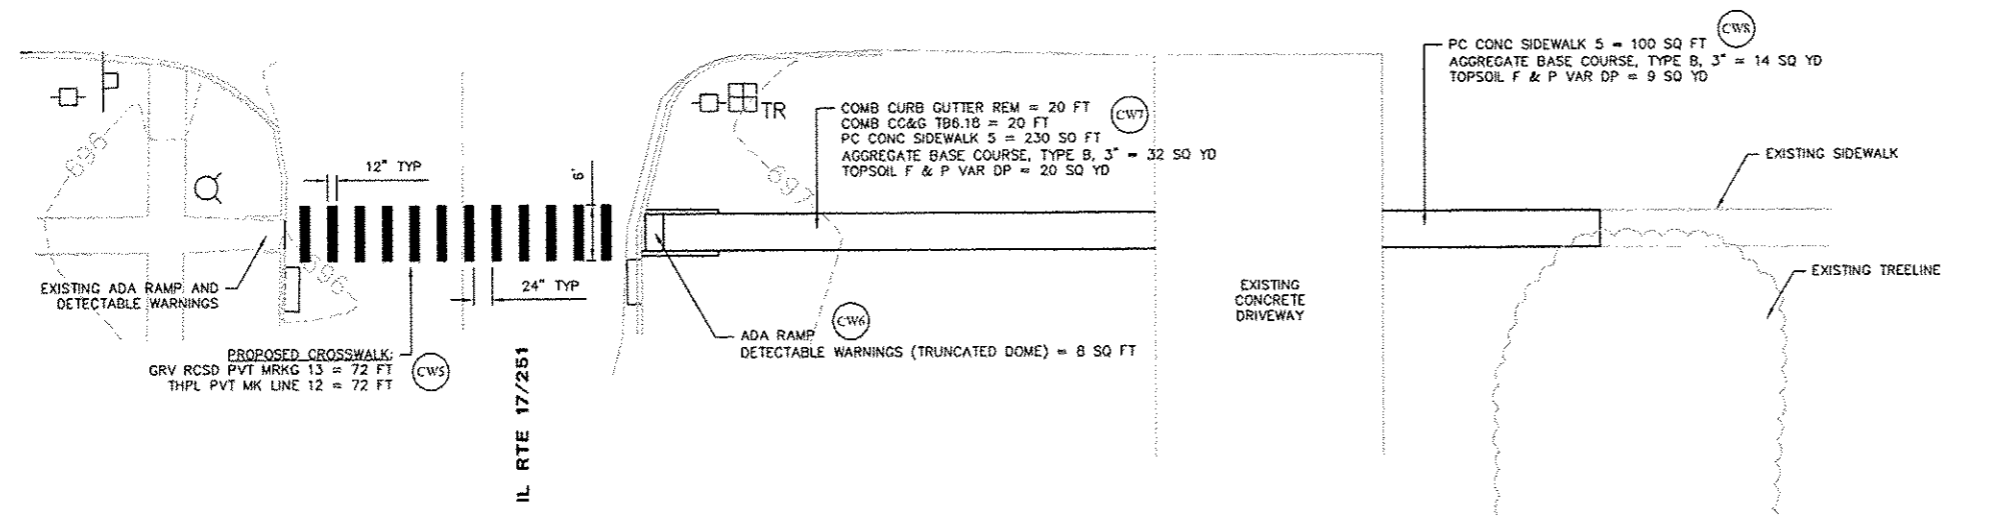 PC CONC SIDEWALK 5 = 100 SQ FT
AGGREGATE BASE COURSE, TYPE B, 3" = 14 SQ YD
TOPSOIL F & P VAR DP = 9 SQ YD
CW8
COMB CURB GUTTER REM = 20 FT
COMB CC&G TB6.18 = 20 FT
PC CONC SIDEWALK 5 = 230 SQ FT
AGGREGATE BASE COURSE, TYPE B, 3" = 32 SQ YD
TOPSOIL F & P VAR DP = 20 SQ YD
CW7
TR
696
12" TYP
6'
697
EXISTING SIDEWALK
EXISTING ADA RAMP AND
DETECTABLE WARNINGS
696
24" TYP
EXISTING
CONCRETE
DRIVEWAY
EXISTING TREELINE
ADA RAMP
DETECTABLE WARNINGS (TRUNCATED DOME) = 8 SQ FT
CW6
PROPOSED CROSSWALK:
GRV RCSD PVT MRKG 13 = 72 FT
THPL PVT MK LINE 12 = 72 FT
CW5
IL RTE 17/251